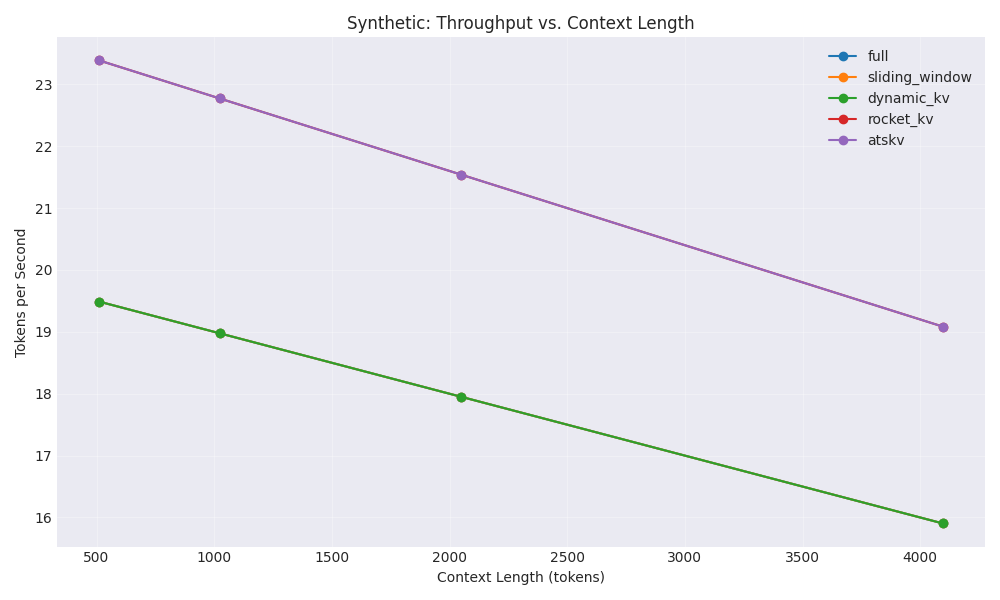 Synthetic: Throughput vs. Context Length
full
sliding_window
dynamic_kv
rocket_kv
atskv
Tokens per Second
23
22
21
20
19
18
17
16
500
1000
1500
2000
2500
3000
3500
4000
Context Length (tokens)